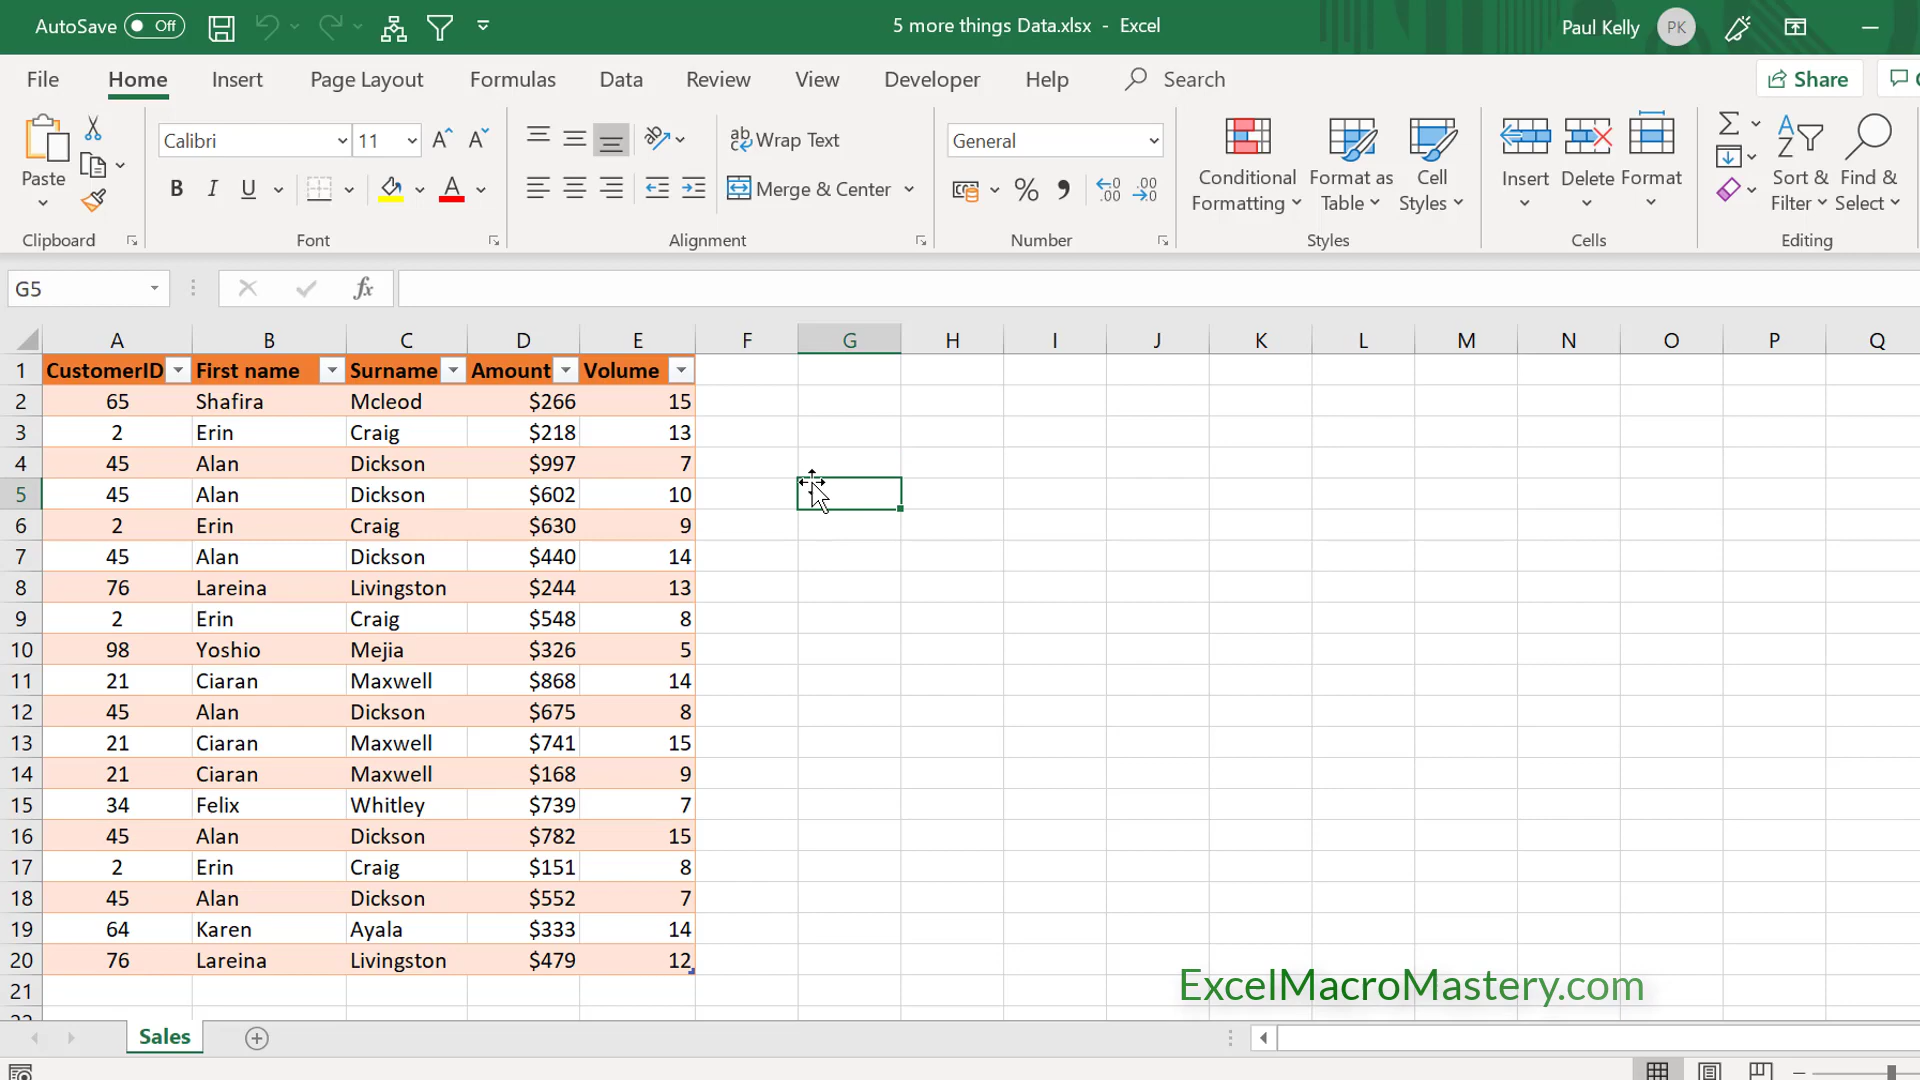 AutoSave Off 5 more things Data.xlsx - Excel Paul Kelly PK
File Home Insert Page Layout Formulas Data Review View Developer Help Search Share
Calibri 11 Wrap Text General
Paste B I U A Merge & Center % Conditional Formatting Format as Table Cell Styles Insert Delete Format Sort & Filter Find & Select
Clipboard Font Alignment Number Styles Cells Editing
G5 fx
A B C D E F G H I J K L M N O P Q
1 CustomerID First name Surname Amount Volume
2 65 Shafira Mcleod $266 15
3 2 Erin Craig $218 13
4 45 Alan Dickson $997 7
5 45 Alan Dickson $602 10
6 2 Erin Craig $630 9
7 45 Alan Dickson $440 14
8 76 Lareina Livingston $244 13
9 2 Erin Craig $548 8
10 98 Yoshio Mejia $326 5
11 21 Ciaran Maxwell $868 14
12 45 Alan Dickson $675 8
13 21 Ciaran Maxwell $741 15
14 21 Ciaran Maxwell $168 9
15 34 Felix Whitley $739 7
16 45 Alan Dickson $782 15
17 2 Erin Craig $151 8
18 45 Alan Dickson $552 7
19 64 Karen Ayala $333 14
20 76 Lareina Livingston $479 12
21
ExcelMacroMastery.com
Sales